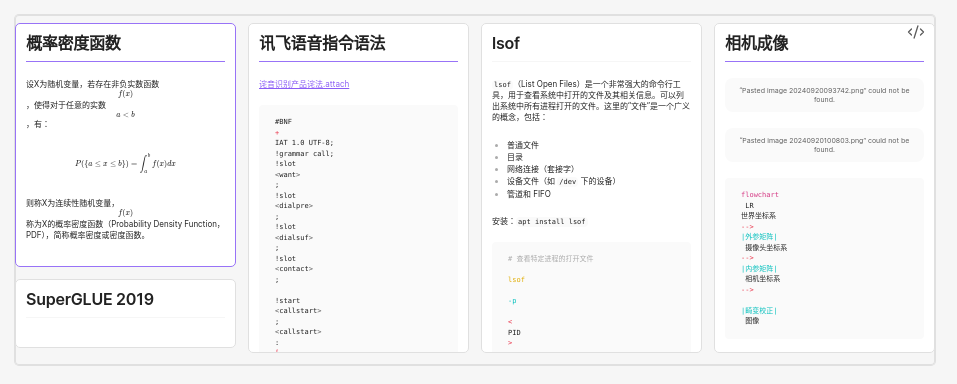 概率密度函数
设X为随机变量，若存在非负实数函数
f(x)
，使得对于任意的实数
a < b
，有：
P({a ≤ x ≤ b}) = ∫_a^b f(x)dx
则称X为连续性随机变量，
f(x)
称为X的概率密度函数（Probability Density Function，
PDF），简称概率密度或密度函数。
SuperGLUE 2019
讯飞语音指令语法
#BNF
+
IAT 1.0 UTF-8;
!grammar call;
!slot
<want>
;
!slot
<dialpre>
;
!slot
<dialsuf>
;
!slot
<contact>
;
!start
<callstart>
;
<callstart>
:
lsof
lsof （List Open Files）是一个非常强大的命令行工
具，用于查看系统中打开的文件及其相关信息。可以列
出系统中所有进程打开的文件。这里的“文件”是一个广义
的概念，包括：
普通文件
目录
网络连接（套接字）
设备文件（如 /dev 下的设备）
管道和 FIFO
安装： apt install lsof
# 查看特定进程的打开文件
lsof
-p
<
PID
>
相机成像
"Pasted image 20240920093742.png" could not be
found.
"Pasted image 20240920100803.png" could not be
found.
flowchart
LR
世界坐标系
-->
|外参矩阵|
摄像头坐标系
-->
|内参矩阵|
相机坐标系
-->
|畸变校正|
图像